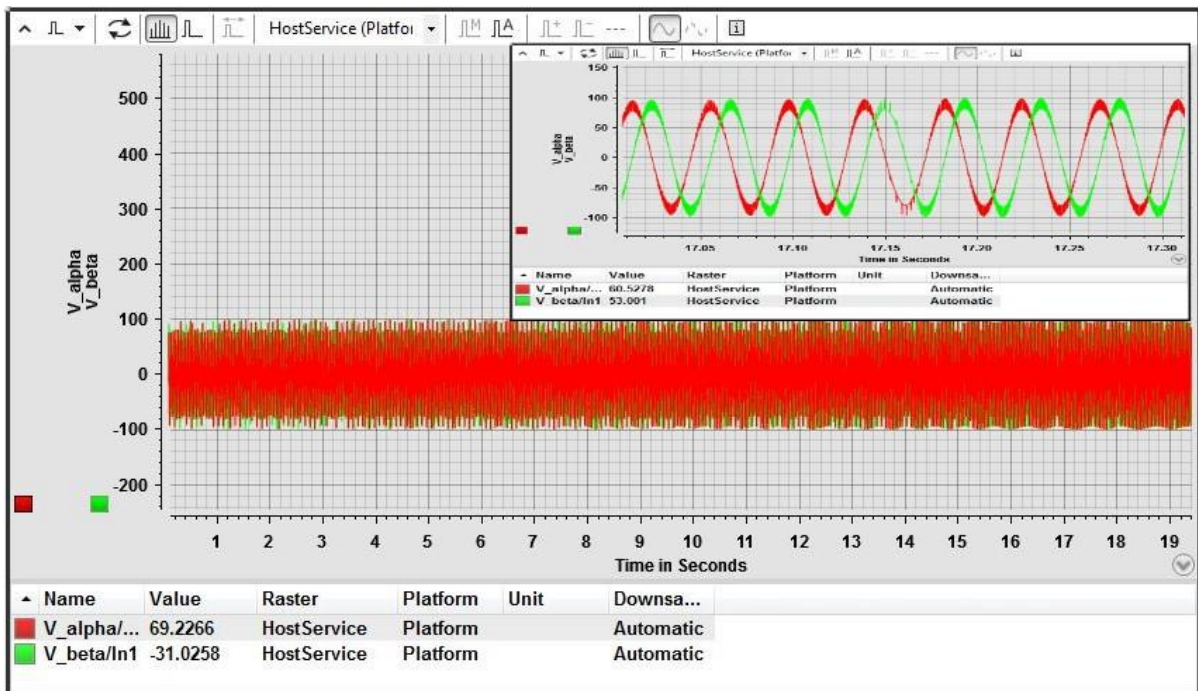 HostService (Platfor
HostService (Platfor
150
100
50
0
-50
-100
V_alpha
V_beta
17.05 17.10 17.15 17.20 17.25 17.30
Time in Seconds
Name Value Raster Platform Unit Downsa...
V_alpha/... 60.5278 HostService Platform Automatic
V_beta/In1 53.001 HostService Platform Automatic
500
400
300
200
100
0
-100
-200
V_alpha
V_beta
1 2 3 4 5 6 7 8 9 10 11 12 13 14 15 16 17 18 19
Time in Seconds
Name Value Raster Platform Unit Downsa...
V_alpha/... 69.2266 HostService Platform Automatic
V_beta/In1 -31.0258 HostService Platform Automatic